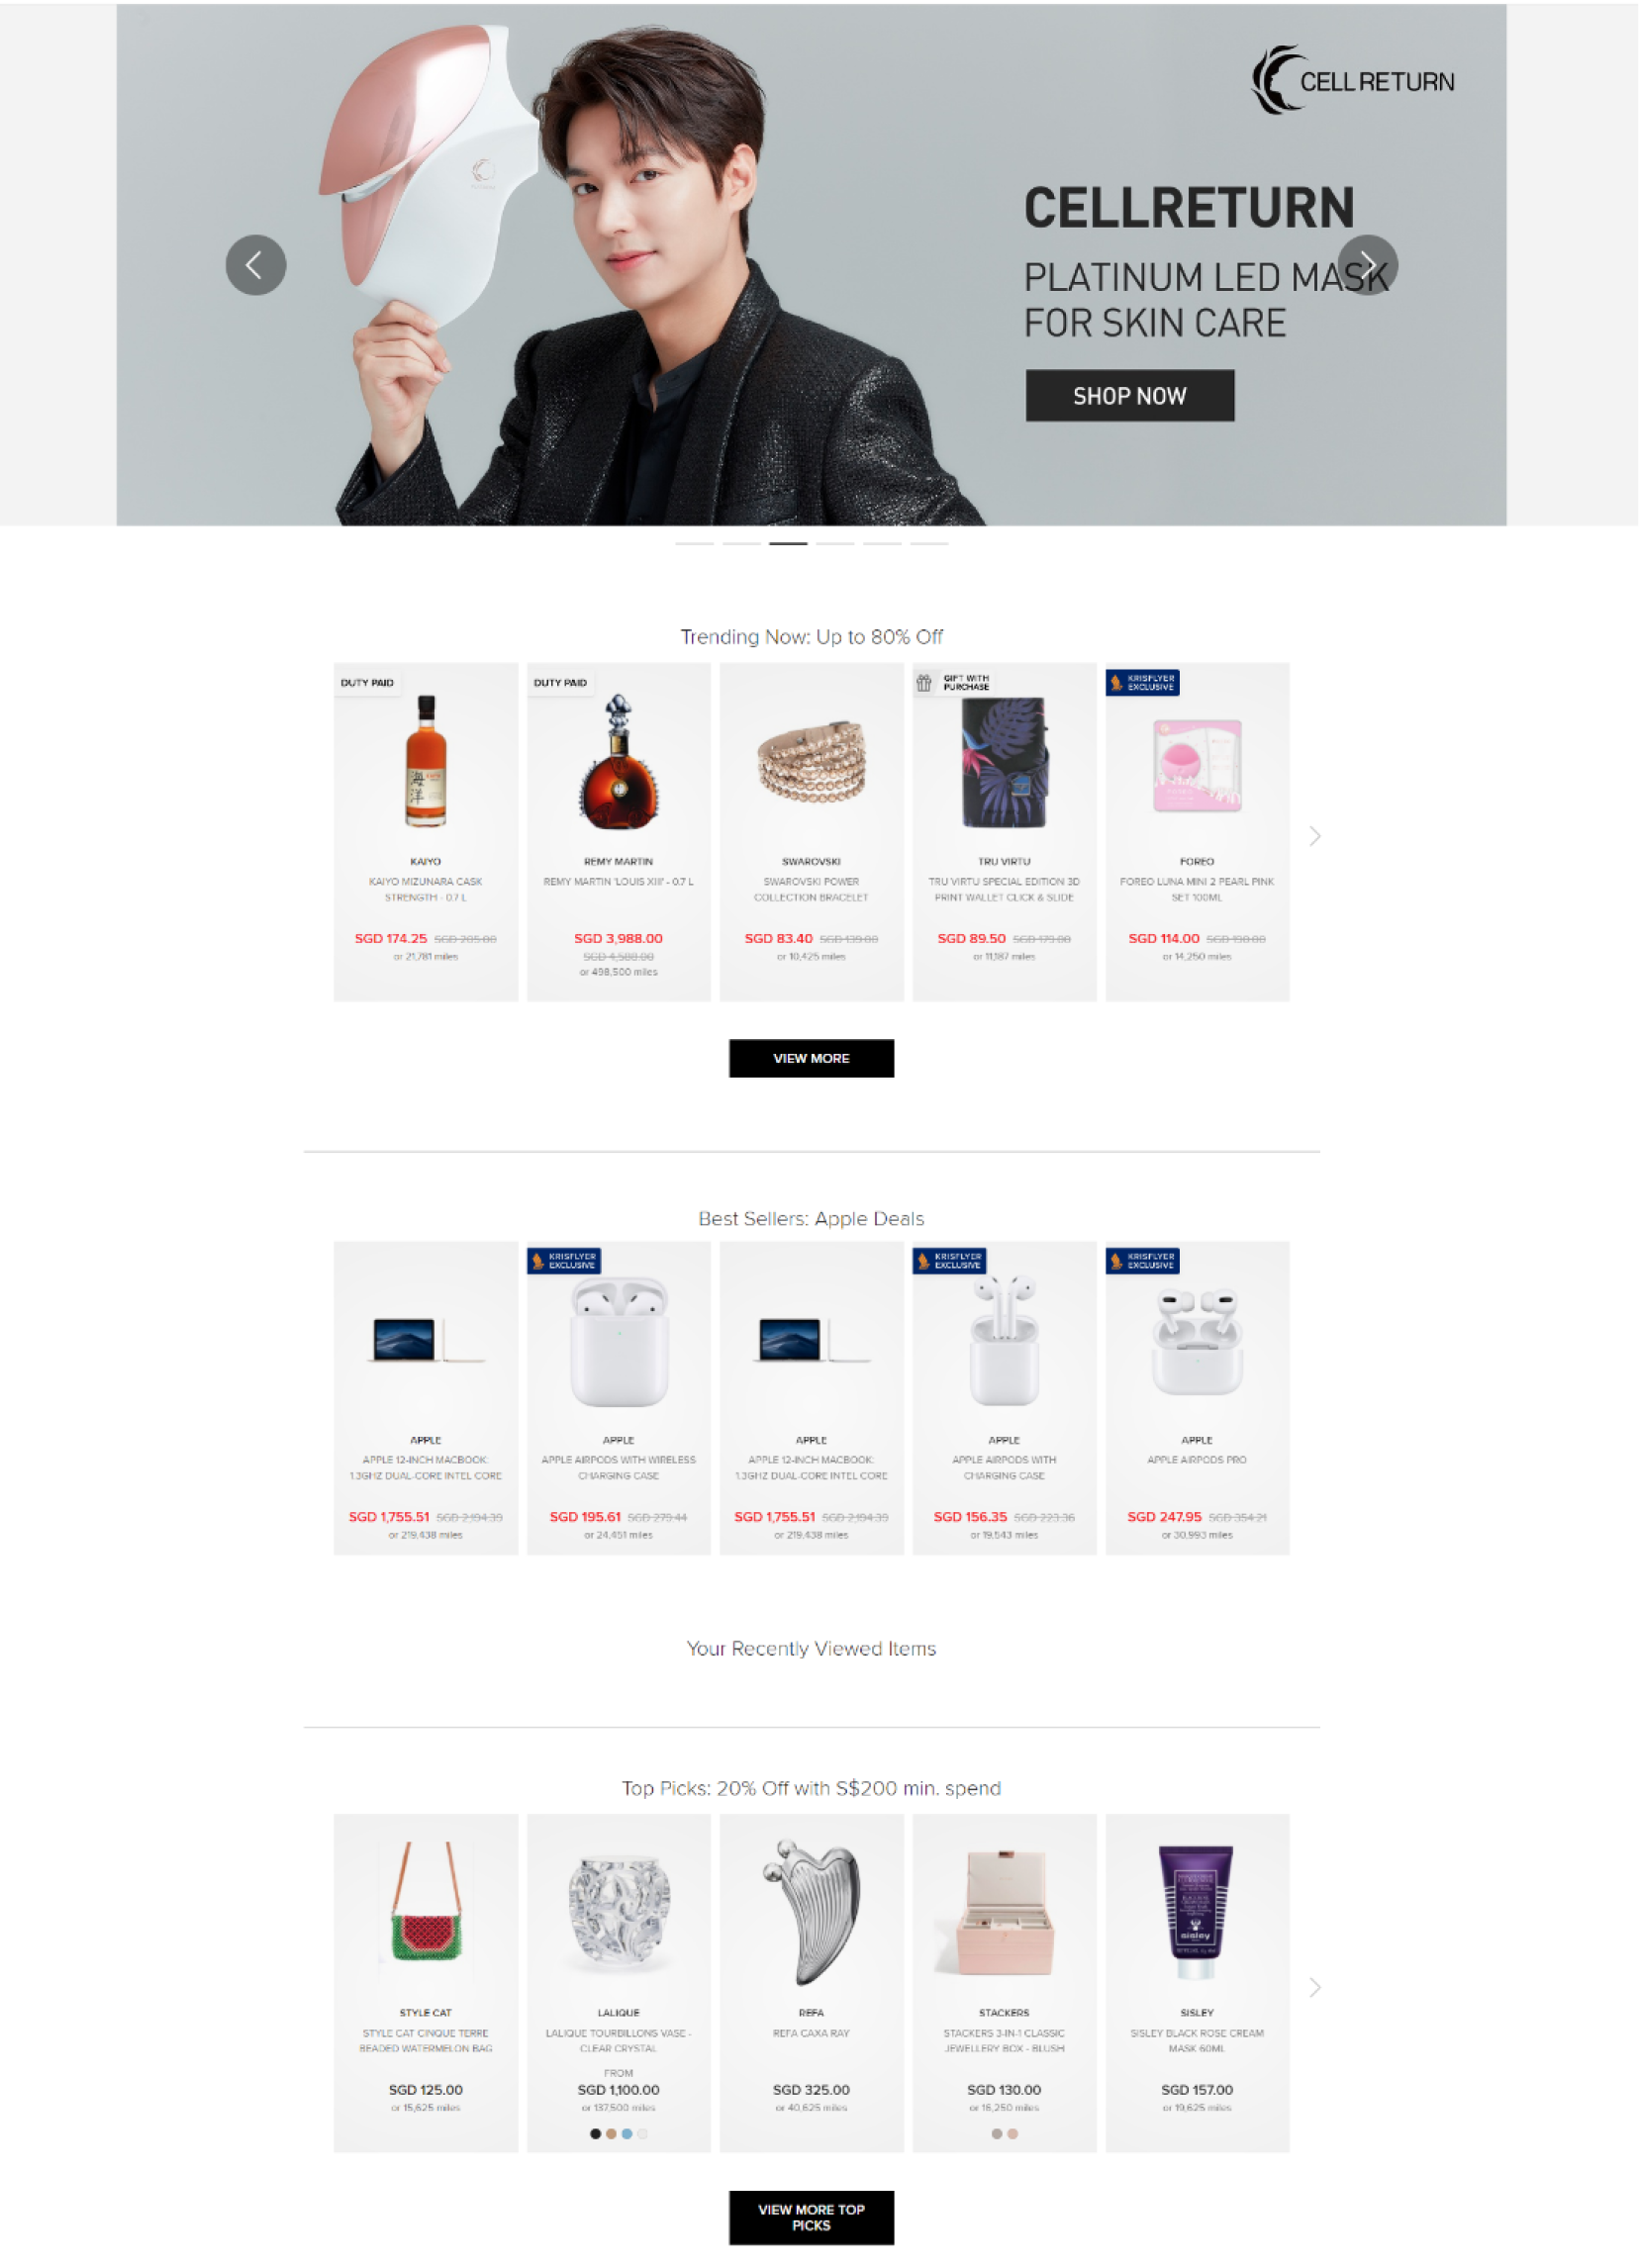 CELL RETURN
CELLRETURN
PLATINUM LED MASK
FOR SKIN CARE
SHOP NOW
Trending Now: Up to 80% Off
DUTY PAID
KAIYO
KAIYO MIZUNARA CASK
STRENGTH - 0.7 L
SGD 174.25 SGD 205.00
or 21,781 miles
DUTY PAID
REMY MARTIN
REMY MARTIN 'LOUIS XIII' - 0.7 L
SGD 3,988.00
SGD 4,588.00
or 498,500 miles
SWAROVSKI
SWAROVSKI POWER
COLLECTION BRACELET
SGD 83.40 SGD 139.00
or 10,425 miles
GIFT WITH
PURCHASE
TRU VIRTU
TRU VIRTU SPECIAL EDITION 3D
PRINT WALLET CLICK & SLIDE
SGD 89.50 SGD 179.00
or 11,187 miles
KRISFLYER
EXCLUSIVE
FOREO
FOREO LUNA MINI 2 PEARL PINK
SET 100ML
SGD 114.00 SGD 190.00
or 14,250 miles
VIEW MORE
Best Sellers: Apple Deals
APPLE
APPLE 12-INCH MACBOOK:
1.3GHZ DUAL-CORE INTEL CORE
SGD 1,755.51 SGD 2,194.39
or 219,438 miles
KRISFLYER
EXCLUSIVE
APPLE
APPLE AIRPODS WITH WIRELESS
CHARGING CASE
SGD 195.61 SGD 279.44
or 24,451 miles
APPLE
APPLE 12-INCH MACBOOK:
1.3GHZ DUAL-CORE INTEL CORE
SGD 1,755.51 SGD 2,194.39
or 219,438 miles
KRISFLYER
EXCLUSIVE
APPLE
APPLE AIRPODS WITH
CHARGING CASE
SGD 156.35 SGD 223.36
or 19,543 miles
KRISFLYER
EXCLUSIVE
APPLE
APPLE AIRPODS PRO
SGD 247.95 SGD 354.21
or 30,993 miles
Your Recently Viewed Items
Top Picks: 20% Off with S$200 min. spend
STYLE CAT
STYLE CAT CINQUE TERRE
BEADED WATERMELON BAG
SGD 125.00
or 15,625 miles
LALIQUE
LALIQUE TOURBILLONS VASE -
CLEAR CRYSTAL
FROM
SGD 1,100.00
or 137,500 miles
REFA
REFA CAXA RAY
SGD 325.00
or 40,625 miles
STACKERS
STACKERS 3-IN-1 CLASSIC
JEWELLERY BOX - BLUSH
SGD 130.00
or 16,250 miles
sisley
SISLEY
SISLEY BLACK ROSE CREAM
MASK 60ML
SGD 157.00
or 19,625 miles
VIEW MORE TOP
PICKS